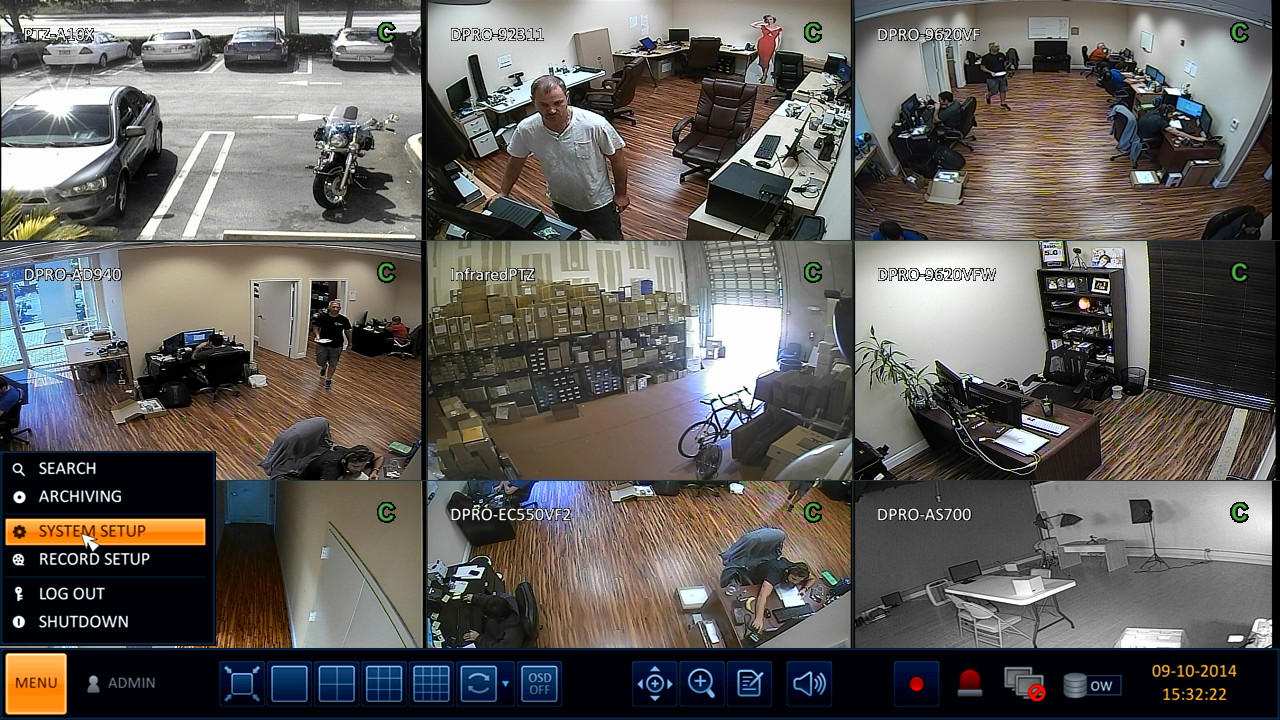 PTZ-A10X C
DPRO-92311 C
DPRO-9620VF C
DPRO-AD940 C
InfraredPTZ C
DPRO-9620VFW C
C
DPRO-EC550VF2 C
DPRO-AS700 C
SEARCH
ARCHIVING
SYSTEM SETUP
RECORD SETUP
LOG OUT
SHUTDOWN
MENU
ADMIN
OSD
OFF
OW
09-10-2014
15:32:22